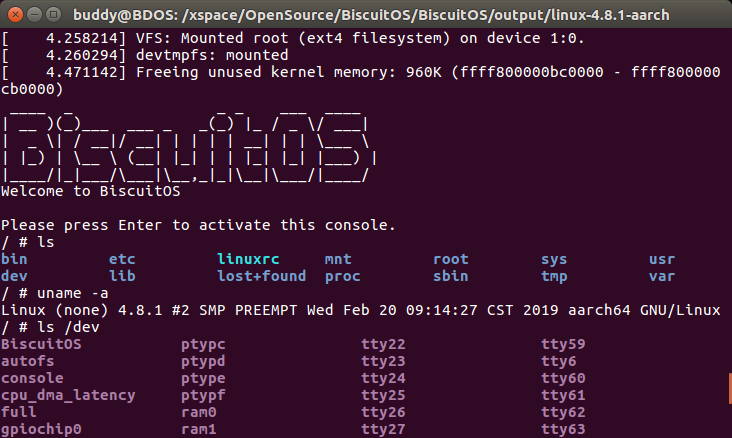 buddy@BDOS: /xspace/OpenSource/BiscuitOS/BiscuitOS/output/linux-4.8.1-aarch
[    4.258214] VFS: Mounted root (ext4 filesystem) on device 1:0.
[    4.260294] devtmpfs: mounted
[    4.471142] Freeing unused kernel memory: 960K (ffff800000bc0000 - ffff800000
cb0000)
BiscuitOS
Welcome to BiscuitOS
Please press Enter to activate this console.
/ # ls
bin         etc         linuxrc     mnt         root        sys         usr
dev         lib         lost+found  proc        sbin        tmp         var
/ # uname -a
Linux (none) 4.8.1 #2 SMP PREEMPT Wed Feb 20 09:14:27 CST 2019 aarch64 GNU/Linux
/ # ls /dev
BiscuitOS           ptypc               tty22               tty59
autofs              ptypd               tty23               tty6
console             ptype               tty24               tty60
cpu_dma_latency     ptypf               tty25               tty61
full                ram0                tty26               tty62
gpiochip0           ram1                tty27               tty63